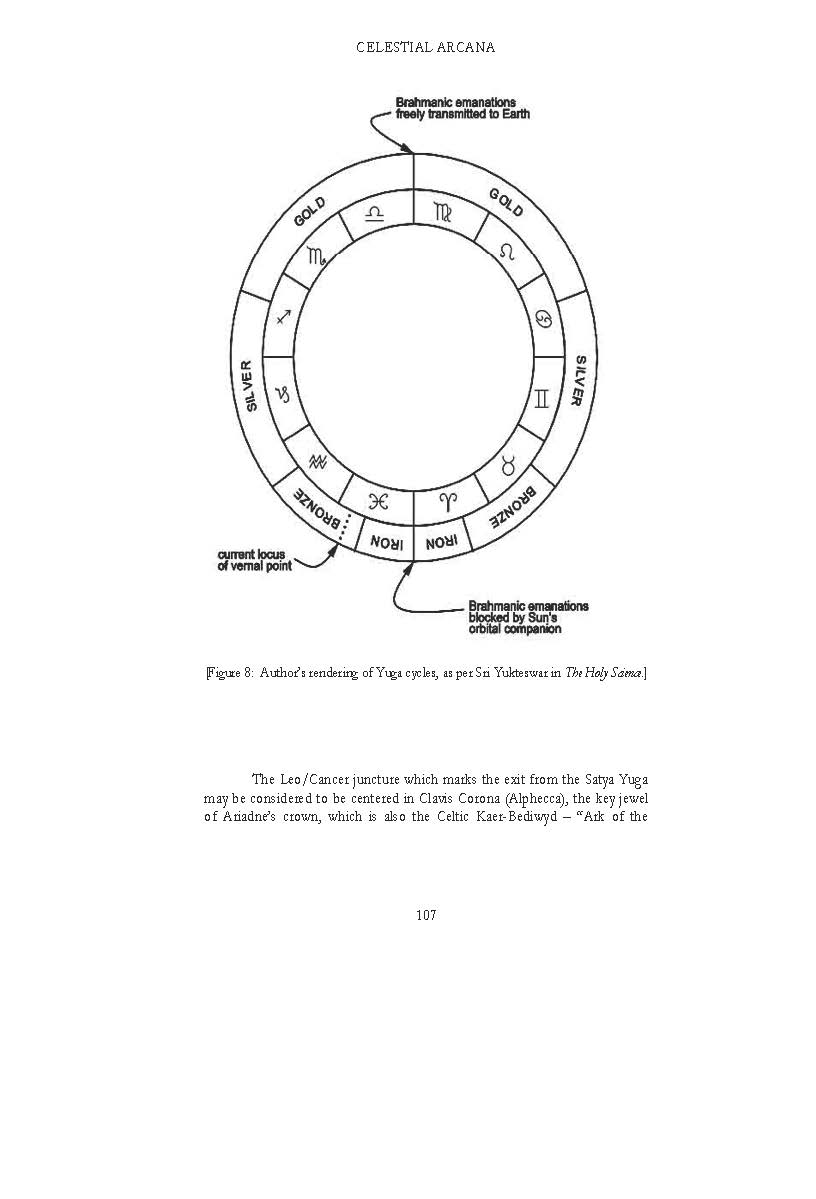 CELESTIAL ARCANA
Brahmanic emanations
freely transmitted to Earth
GOLD
GOLD
♎
♍
♏
♌
♐
♋
SILVER
SILVER
♑
♊
♒
♉
♓
♈
BRONZE
BRONZE
IRON
IRON
current locus
of vernal point
Brahmanic emanations
blocked by Sun's
orbital companion
[Figure 8: Author's rendering of Yuga cycles, as per Sri Yukteswar in The Holy Science.]
The Leo/Cancer juncture which marks the exit from the Satya Yuga
may be considered to be centered in Clavis Corona (Alphecca), the key jewel
of Ariadne's crown, which is also the Celtic Kaer-Bediwyd – “Ark of the
107